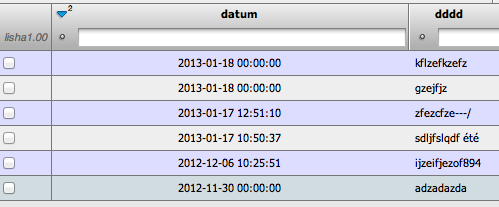 2 datum dddd
lisha1.00
2013-01-18 00:00:00 kflzefkzefz
2013-01-18 00:00:00 gzejfjz
2013-01-17 12:51:10 zfezcfze---/
2013-01-17 10:50:37 sdljfslqdf été
2012-12-06 10:25:51 ijzeifjezof894
2012-11-30 00:00:00 adzadazda